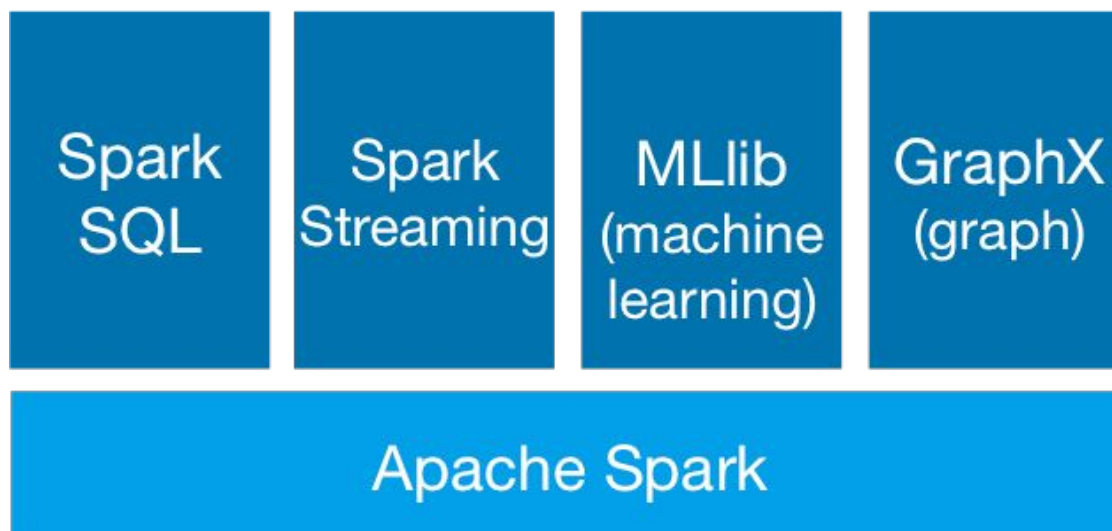 Spark
SQL
Spark
Streaming
MLlib
(machine
learning)
GraphX
(graph)
Apache Spark